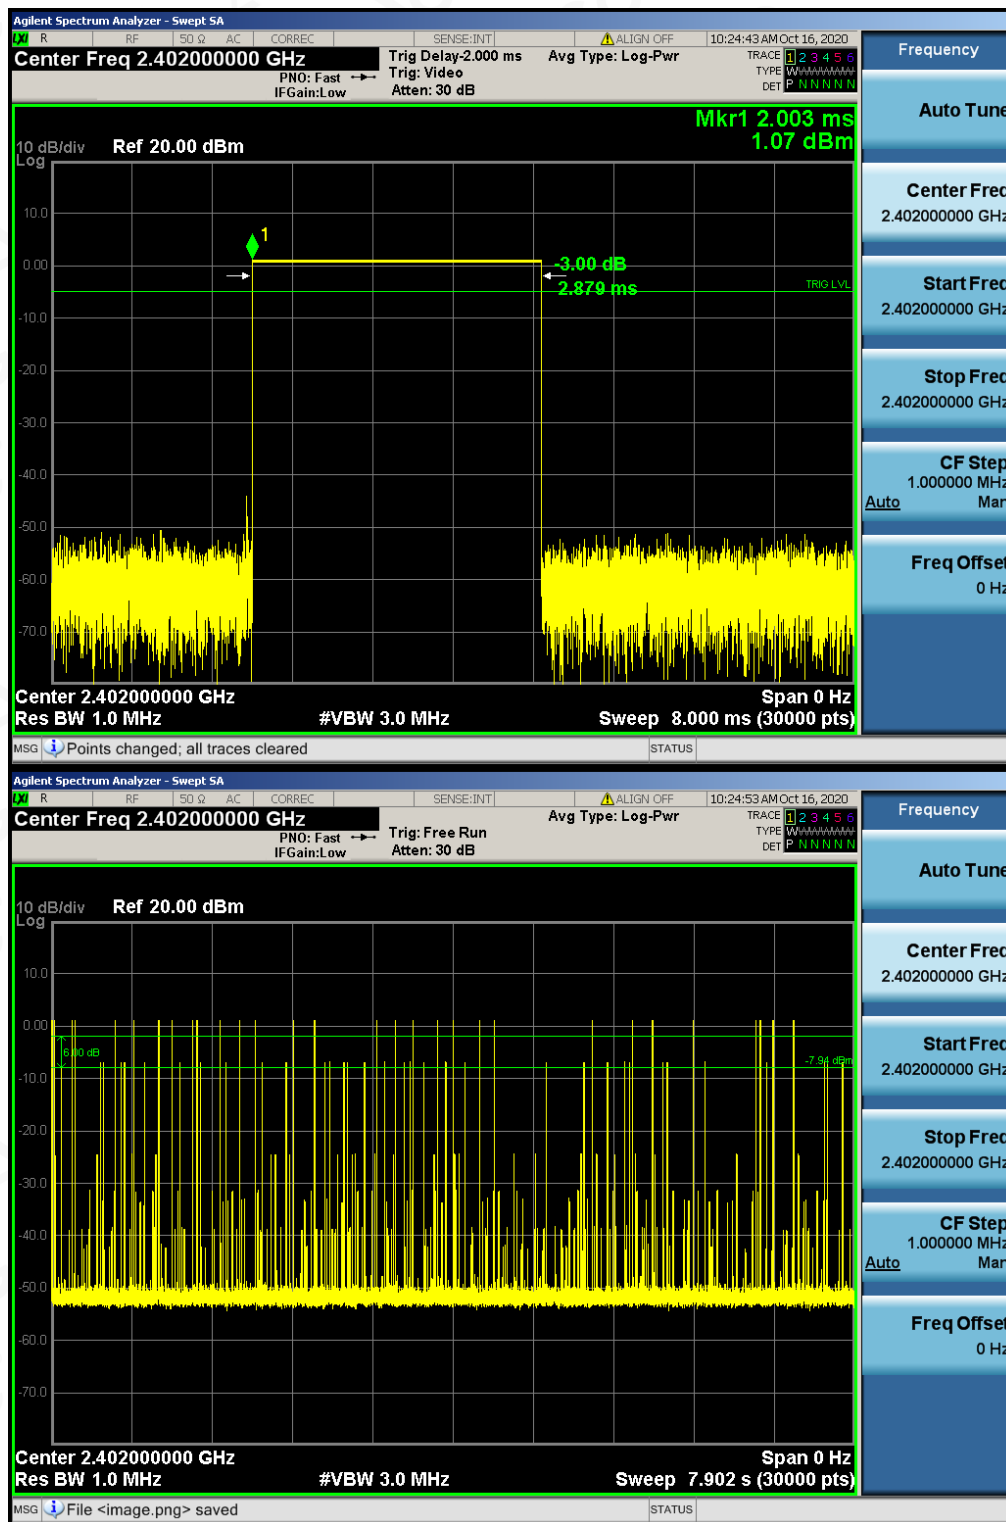 Agilent Spectrum Analyzer - Swept SA
LXI R RF 50 Ω AC CORREC SENSE:INT ALIGN OFF 10:24:43 AM Oct 16, 2020
Center Freq 2.402000000 GHz
PNO: Fast
IFGain:Low
Trig Delay-2.000 ms
Trig: Video
Atten: 30 dB
Avg Type: Log-Pwr
TRACE 1 2 3 4 5 6
TYPE
DET P N N N N N
Frequency
Mkr1 2.003 ms
1.07 dBm
10 dB/div Ref 20.00 dBm
Log
10.0
0.00
-10.0
-20.0
-30.0
-40.0
-50.0
-60.0
-70.0
1
-3.00 dB
2.879 ms
TRIG LVL
Center 2.402000000 GHz Span 0 Hz
Res BW 1.0 MHz #VBW 3.0 MHz Sweep 8.000 ms (30000 pts)
MSG Points changed; all traces cleared STATUS
Auto Tune
Center Freq
2.402000000 GHz
Start Freq
2.402000000 GHz
Stop Freq
2.402000000 GHz
CF Step
1.000000 MHz
Auto Man
Freq Offset
0 Hz
Agilent Spectrum Analyzer - Swept SA
LXI R RF 50 Ω AC CORREC SENSE:INT ALIGN OFF 10:24:53 AM Oct 16, 2020
Center Freq 2.402000000 GHz
PNO: Fast
IFGain:Low
Trig: Free Run
Atten: 30 dB
Avg Type: Log-Pwr
TRACE 1 2 3 4 5 6
TYPE
DET P N N N N N
Frequency
10 dB/div Ref 20.00 dBm
Log
10.0
0.00
-10.0
-20.0
-30.0
-40.0
-50.0
-60.0
-70.0
6.00 dB
-7.94 dBm
Center 2.402000000 GHz Span 0 Hz
Res BW 1.0 MHz #VBW 3.0 MHz Sweep 7.902 s (30000 pts)
MSG File <image.png> saved STATUS
Auto Tune
Center Freq
2.402000000 GHz
Start Freq
2.402000000 GHz
Stop Freq
2.402000000 GHz
CF Step
1.000000 MHz
Auto Man
Freq Offset
0 Hz